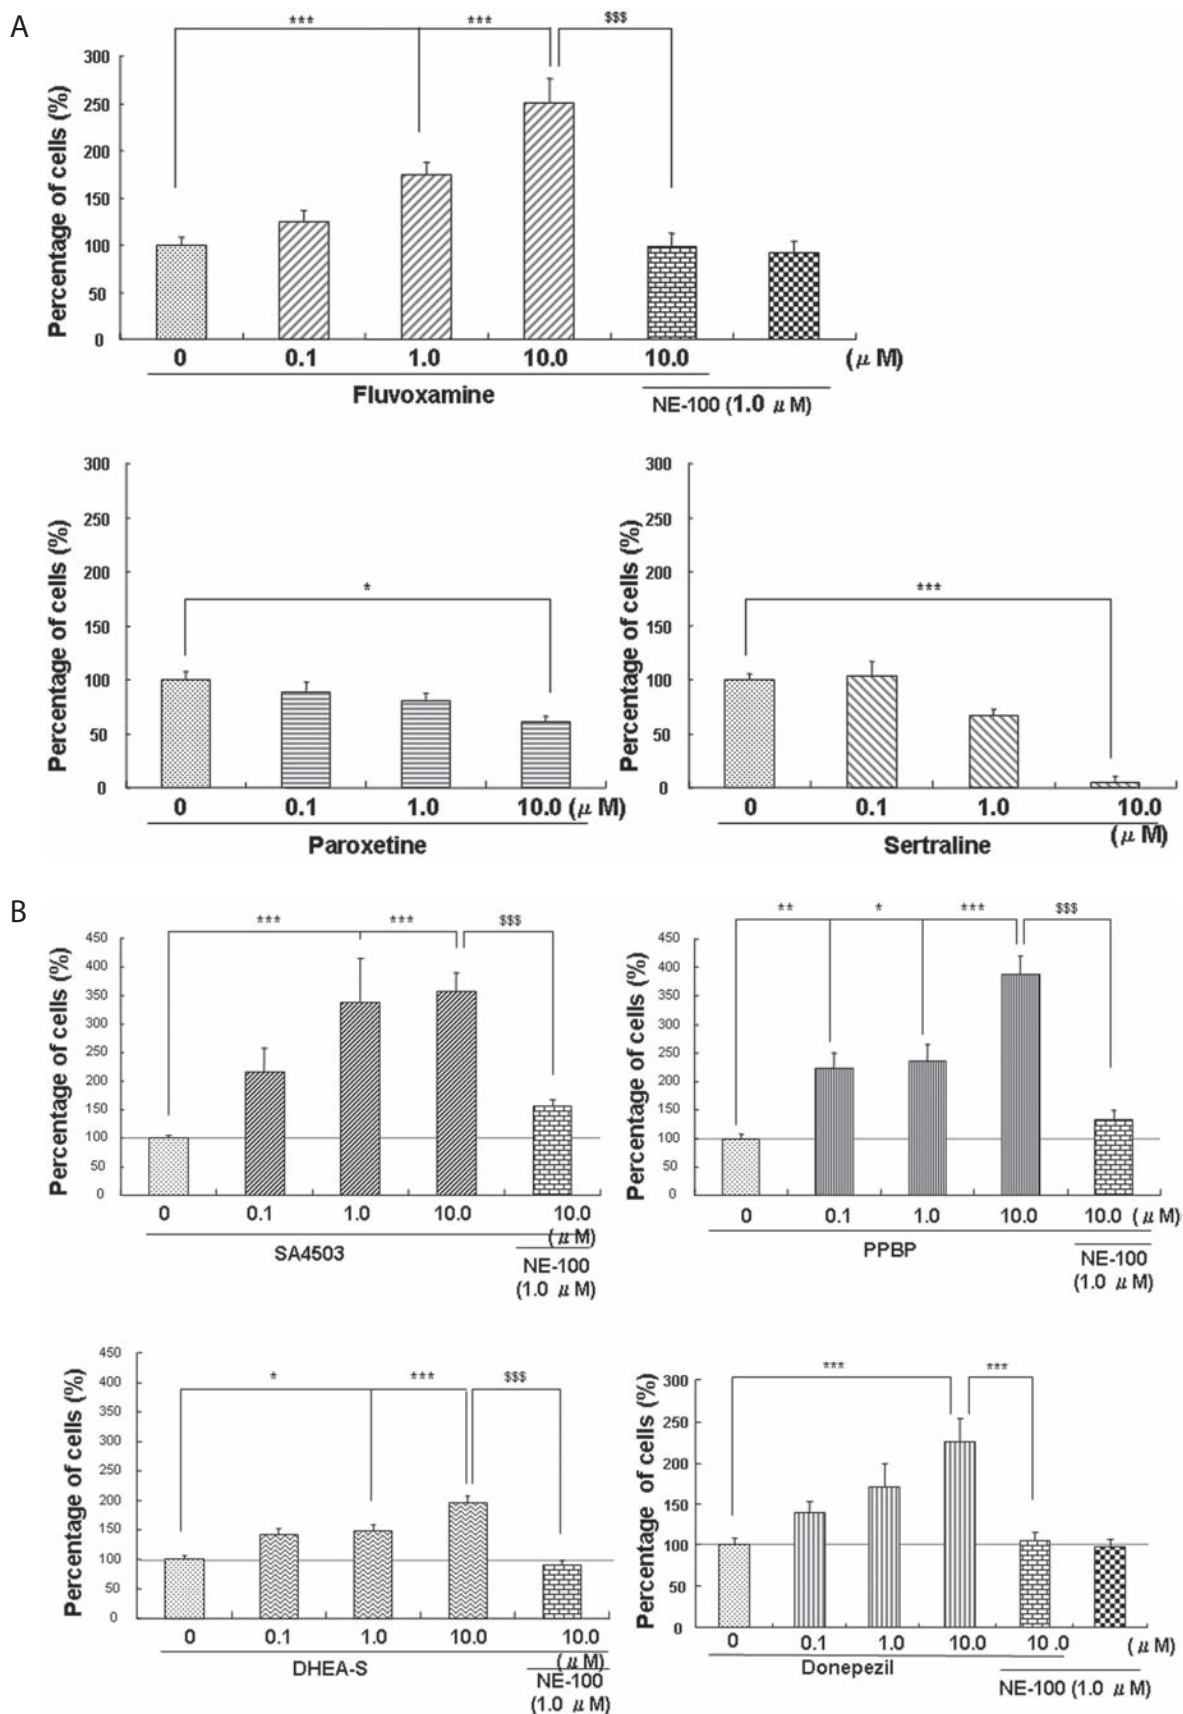 A
*** *** $$$
Percentage of cells (%)
300
250
200
150
100
50
0
0 0.1 1.0 10.0 10.0 (μ M)
Fluvoxamine
NE-100 (1.0 μ M)
Percentage of cells (%)
300
250
200
150
100
50
0
*
0 0.1 1.0 10.0 (μ M)
Paroxetine
Percentage of cells (%)
300
250
200
150
100
50
0
***
0 0.1 1.0 10.0
(μ M)
Sertraline
B
*** *** $$$
Percentage of cells (%)
450
400
350
300
250
200
150
100
50
0
0 0.1 1.0 10.0 10.0
(μ M)
SA4503
NE-100
(1.0 μ M)
** * *** $$$
Percentage of cells (%)
450
400
350
300
250
200
150
100
50
0
0 0.1 1.0 10.0 10.0 (μ M)
PPBP
NE-100
(1.0 μ M)
* *** $$$
Percentage of cells (%)
450
400
350
300
250
200
150
100
50
0
0 0.1 1.0 10.0 10.0
(μ M)
DHEA-S
NE-100
(1.0 μ M)
*** ***
Percentage of cells (%)
300
250
200
150
100
50
0
0 0.1 1.0 10.0 10.0 (μ M)
Donepezil
NE-100 (1.0 μ M)